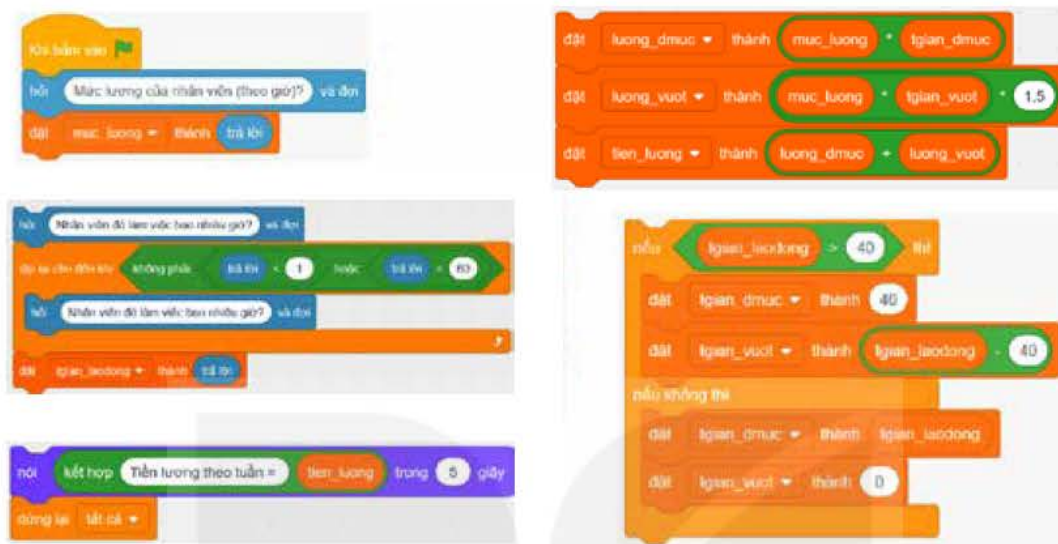 Khi bấm vào
hỏi Mức lương của nhân viên (theo giờ)? và đợi
đặt muc_luong thành trả lời
hỏi Nhân viên đó làm việc bao nhiêu giờ? và đợi
lặp lại cho đến khi không phải trả lời < 1 hoặc trả lời 60
hỏi Nhân viên đó làm việc bao nhiêu giờ? và đợi
đặt tgian_laodong thành trả lời
nói kết hợp Tiền lương theo tuần = tien_luong trong 5 giây
dừng lại tất cả
đặt luong_dmuc thành muc_luong * tgian_dmuc
đặt luong_vuot thành muc_luong * tgian_vuot * 1.5
đặt tien_luong thành luong_dmuc + luong_vuot
nếu tgian_laodong > 40 thì
đặt tgian_dmuc thành 40
đặt tgian_vuot thành tgian_laodong - 40
nếu không thì
đặt tgian_dmuc thành tgian_laodong
đặt tgian_vuot thành 0